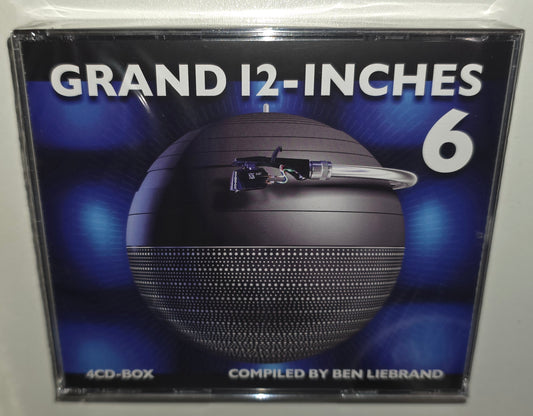 GRAND 12-INCHES
6
4CD-BOX COMPILED BY BEN LIEBRAND